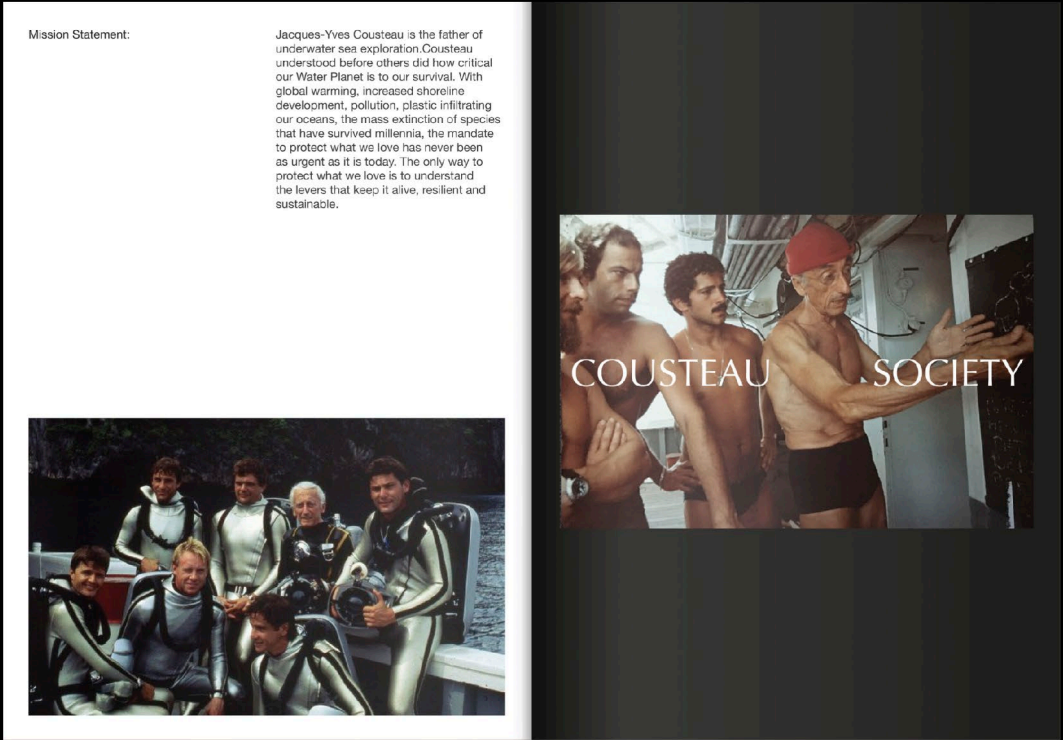 Mission Statement:
Jacques-Yves Cousteau is the father of
underwater sea exploration.Cousteau
understood before others did how critical
our Water Planet is to our survival. With
global warming, increased shoreline
development, pollution, plastic infiltrating
our oceans, the mass extinction of species
that have survived millennia, the mandate
to protect what we love has never been
as urgent as it is today. The only way to
protect what we love is to understand
the levers that keep it alive, resilient and
sustainable.
COUSTEAU SOCIETY